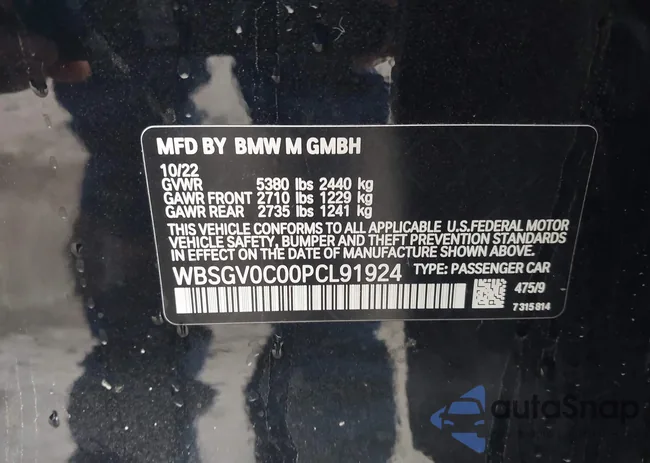 MFD BY BMW M GMBH
10/22
GVWR 5380 lbs 2440 kg
GAWR FRONT 2710 lbs 1229 kg
GAWR REAR 2735 lbs 1241 kg
THIS VEHICLE CONFORMS TO ALL APPLICABLE U.S.FEDERAL MOTOR
VEHICLE SAFETY, BUMPER AND THEFT PREVENTION STANDARDS
IN EFFECT ON THE DATE OF MANUFACTURE SHOWN ABOVE.
WBSGV0C00PCL91924 TYPE: PASSENGER CAR
475/9
7315814
autoSnap